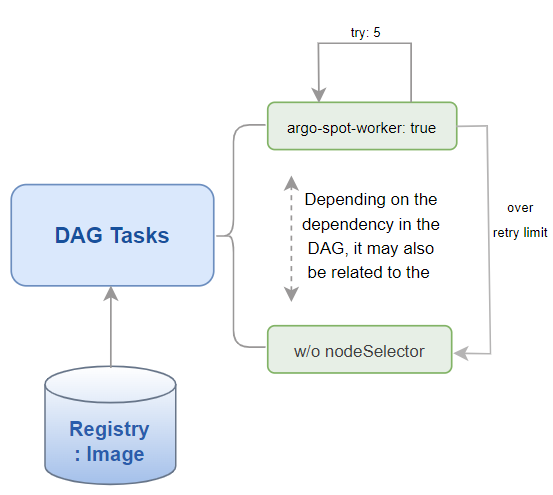 try: 5
argo-spot-worker: true
Depending on the
dependency in the
DAG, it may also
be related to the
over
retry limit
DAG Tasks
w/o nodeSelector
Registry
: Image